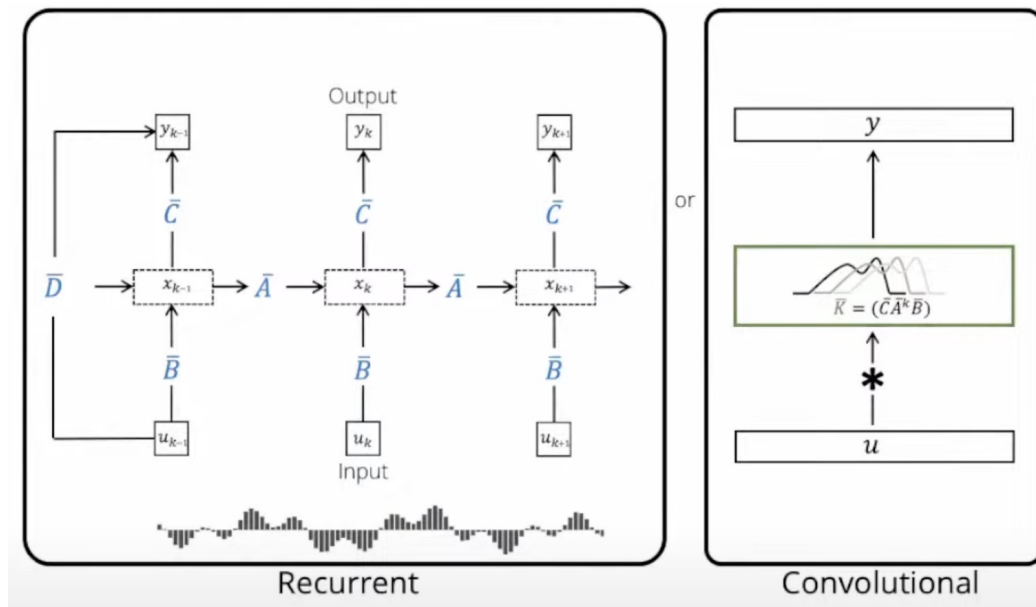 Output
y_{k-1}
y_k
y_{k+1}
C̄
C̄
C̄
D̄
x_{k-1}
Ā
x_k
Ā
x_{k+1}
B̄
B̄
B̄
u_{k-1}
u_k
u_{k+1}
Input
Recurrent
or
y
K̄ = (C̄Ā^kB̄)
*
u
Convolutional